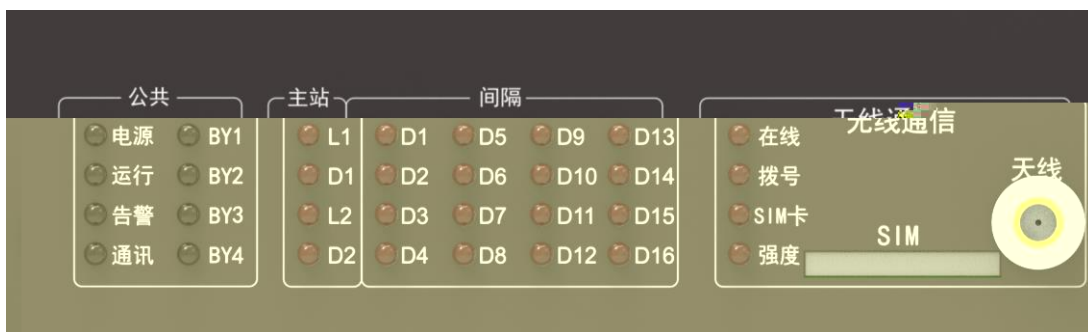 公共 主站 间隔
无线通信
电源 BY1 L1 D1 D5 D9 D13 在线
运行 BY2 D1 D2 D6 D10 D14 拨号 天线
告警 BY3 L2 D3 D7 D11 D15 SIM卡
SIM
通讯 BY4 D2 D4 D8 D12 D16 强度